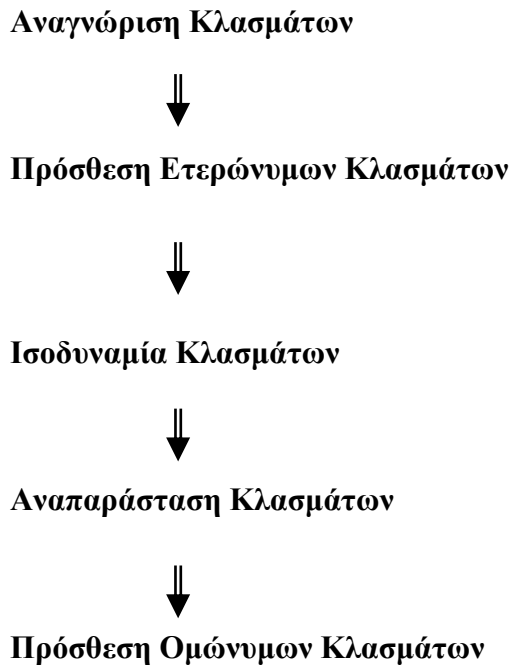 Αναγνώριση Κλασμάτων
Πρόσθεση Ετερώνυμων Κλασμάτων
Ισοδυναμία Κλασμάτων
Αναπαράσταση Κλασμάτων
Πρόσθεση Ομώνυμων Κλασμάτων